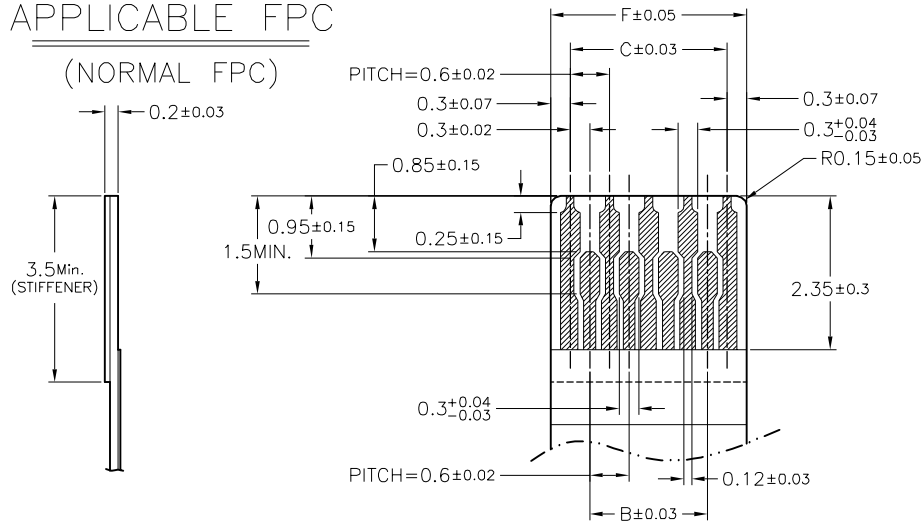 APPLICABLE FPC
(NORMAL FPC)
F±0.05
C±0.03
PITCH=0.6±0.02
0.2±0.03
0.3±0.07
0.3±0.07
0.3±0.02
0.3+0.04-0.03
0.85±0.15
R0.15±0.05
0.95±0.15
0.25±0.15
1.5MIN.
3.5Min.
(STIFFENER)
2.35±0.3
0.3+0.04-0.03
PITCH=0.6±0.02
0.12±0.03
B±0.03